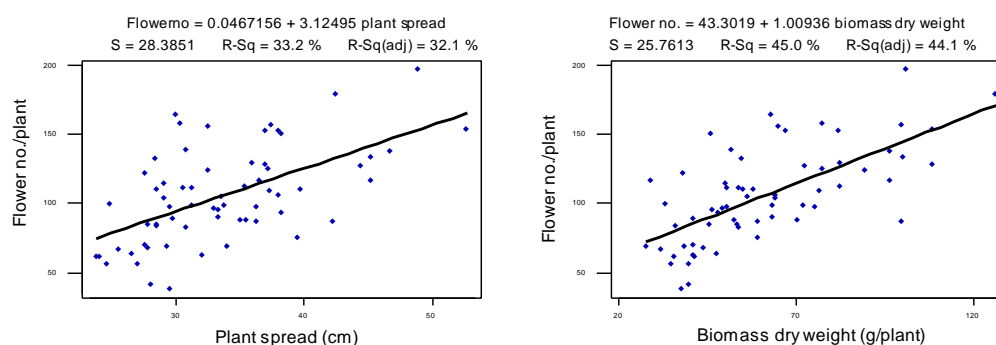 Flowerno = 0.0467156 + 3.12495 plant spread
S = 28.3851 R-Sq = 33.2 % R-Sq(adj) = 32.1 %
200
150
100
50
Flower no./plant
30 40 50
Plant spread (cm)
Flower no. = 43.3019 + 1.00936 biomass dry weight
S = 25.7613 R-Sq = 45.0 % R-Sq(adj) = 44.1 %
200
150
100
50
Flower no./plant
20 70 120
Biomass dry weight (g/plant)